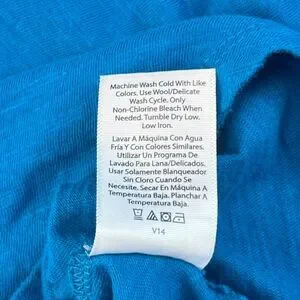 Machine Wash Cold With Like
Colors. Use Wool/Delicate
Wash Cycle. Only
Non-Chlorine Bleach When
Needed. Tumble Dry Low.
Low Iron.
Lavar A Máquina Con Agua
Fría Y Con Colores Similares.
Utilizar Un Programa De
Lavado Para Lana/Delicados.
Usar Solamente Blanqueador
Sin Cloro Cuando Se
Necesite. Secar En Máquina A
Temperatura Baja. Planchar A
Temperatura Baja.
V14